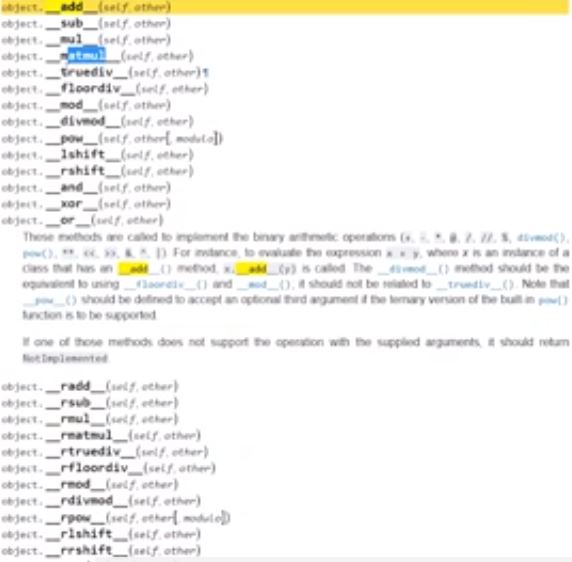 object.__add__(self, other)
object.__sub__(self, other)
object.__mul__(self, other)
object.__matmul__(self, other)
object.__truediv__(self, other)¶
object.__floordiv__(self, other)
object.__mod__(self, other)
object.__divmod__(self, other)
object.__pow__(self, other[, modulo])
object.__lshift__(self, other)
object.__rshift__(self, other)
object.__and__(self, other)
object.__xor__(self, other)
object.__or__(self, other)
These methods are called to implement the binary arithmetic operations (+, -, *, @, /, //, %, divmod(),
pow(), **, <<, >>, &, ^, |). For instance, to evaluate the expression x + y, where x is an instance of a
class that has an __add__() method, x.__add__(y) is called. The __divmod__() method should be the
equivalent to using __floordiv__() and __mod__(); it should not be related to __truediv__(). Note that
__pow__() should be defined to accept an optional third argument if the ternary version of the built-in pow()
function is to be supported.
If one of those methods does not support the operation with the supplied arguments, it should return
NotImplemented
object.__radd__(self, other)
object.__rsub__(self, other)
object.__rmul__(self, other)
object.__rmatmul__(self, other)
object.__rtruediv__(self, other)
object.__rfloordiv__(self, other)
object.__rmod__(self, other)
object.__rdivmod__(self, other)
object.__rpow__(self, other[, modulo])
object.__rlshift__(self, other)
object.__rrshift__(self, other)